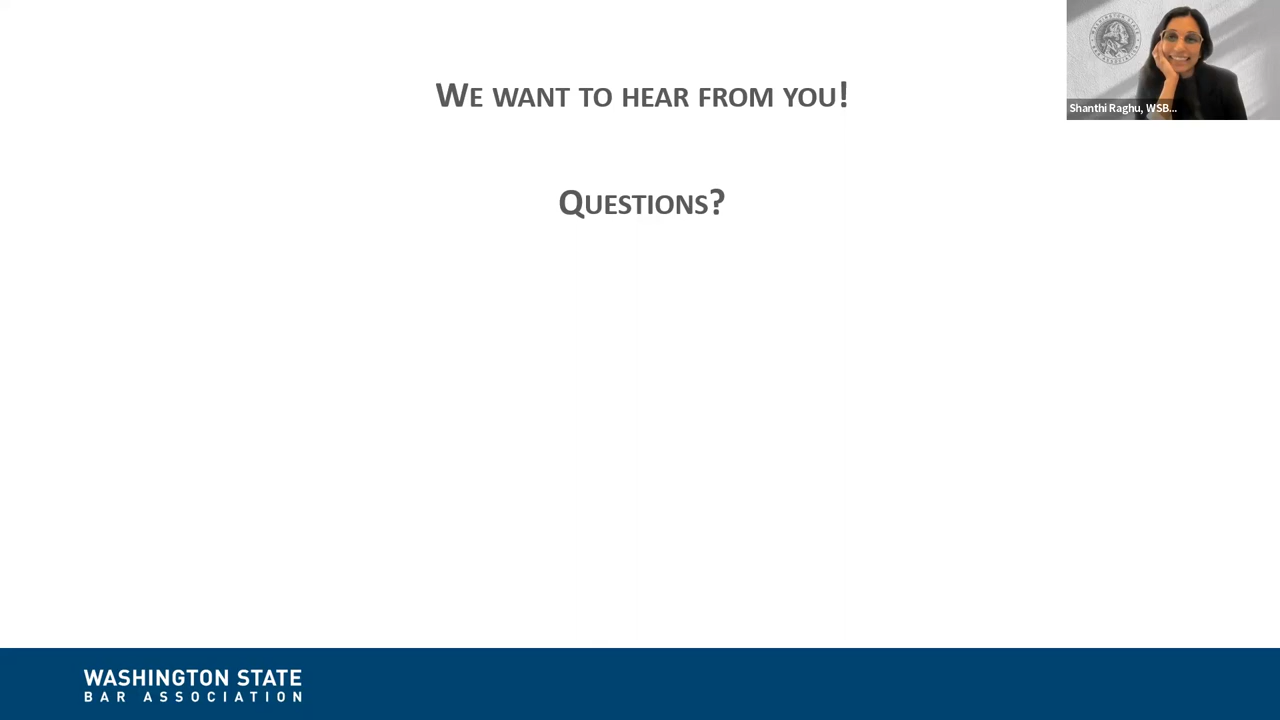 WE WANT TO HEAR FROM YOU!
QUESTIONS?
Shanthi Raghu, WSB...
WASHINGTON STATE
BAR ASSOCIATION